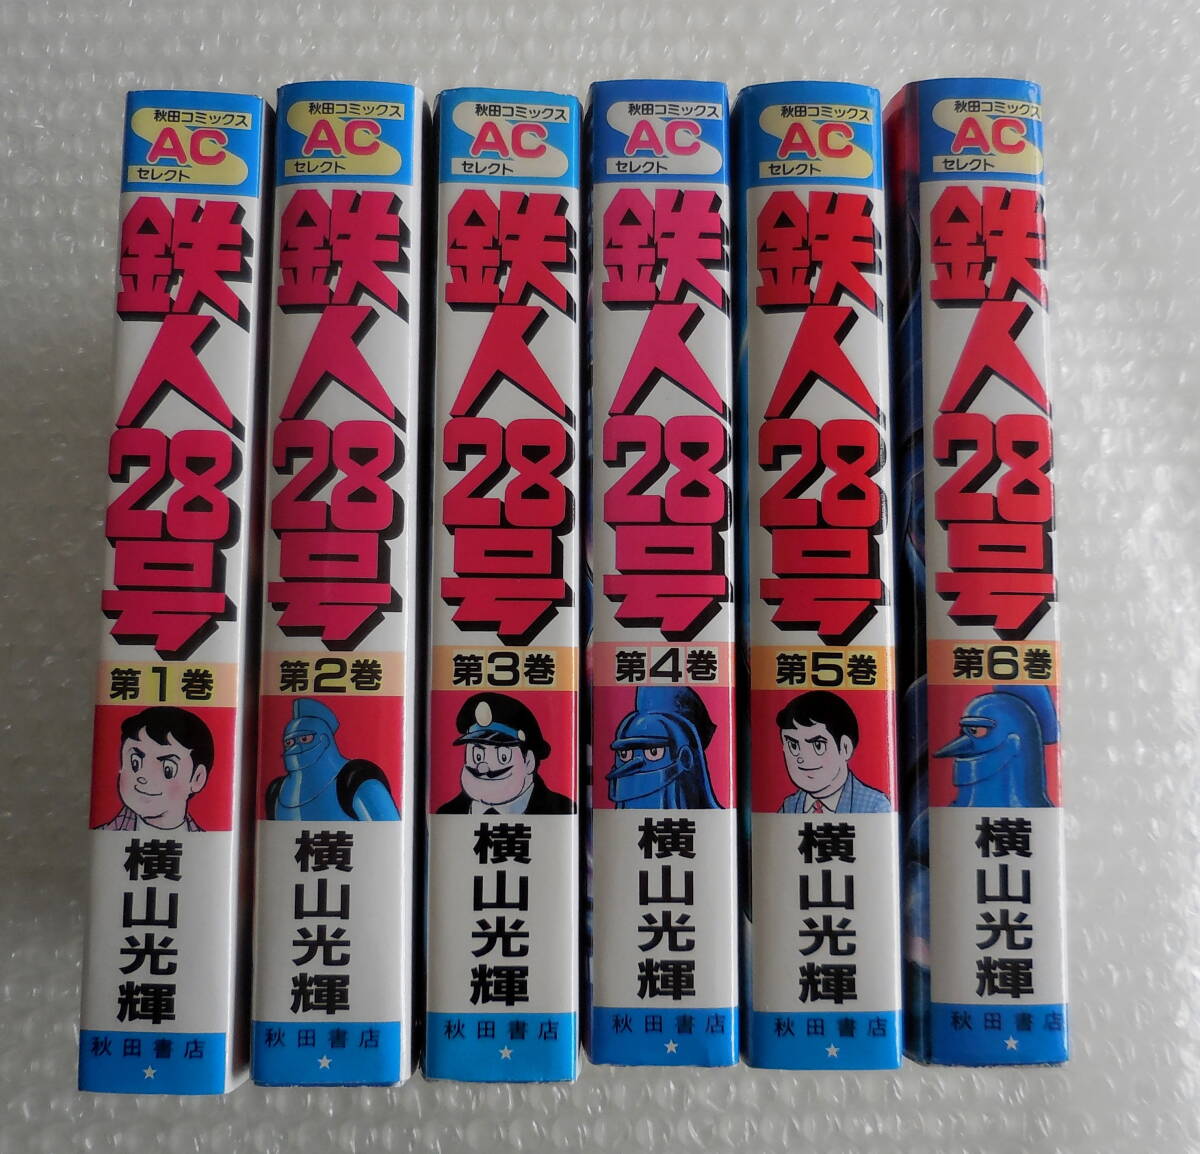 秋田コミックス
AC
セレクト
鉄人28号
第1巻
横山光輝
秋田書店
秋田コミックス
AC
セレクト
鉄人28号
第2巻
横山光輝
秋田書店
秋田コミックス
AC
セレクト
鉄人28号
第3巻
横山光輝
秋田書店
秋田コミックス
AC
セレクト
鉄人28号
第4巻
横山光輝
秋田書店
秋田コミックス
AC
セレクト
鉄人28号
第5巻
横山光輝
秋田書店
秋田コミックス
AC
セレクト
鉄人28号
第6巻
横山光輝
秋田書店